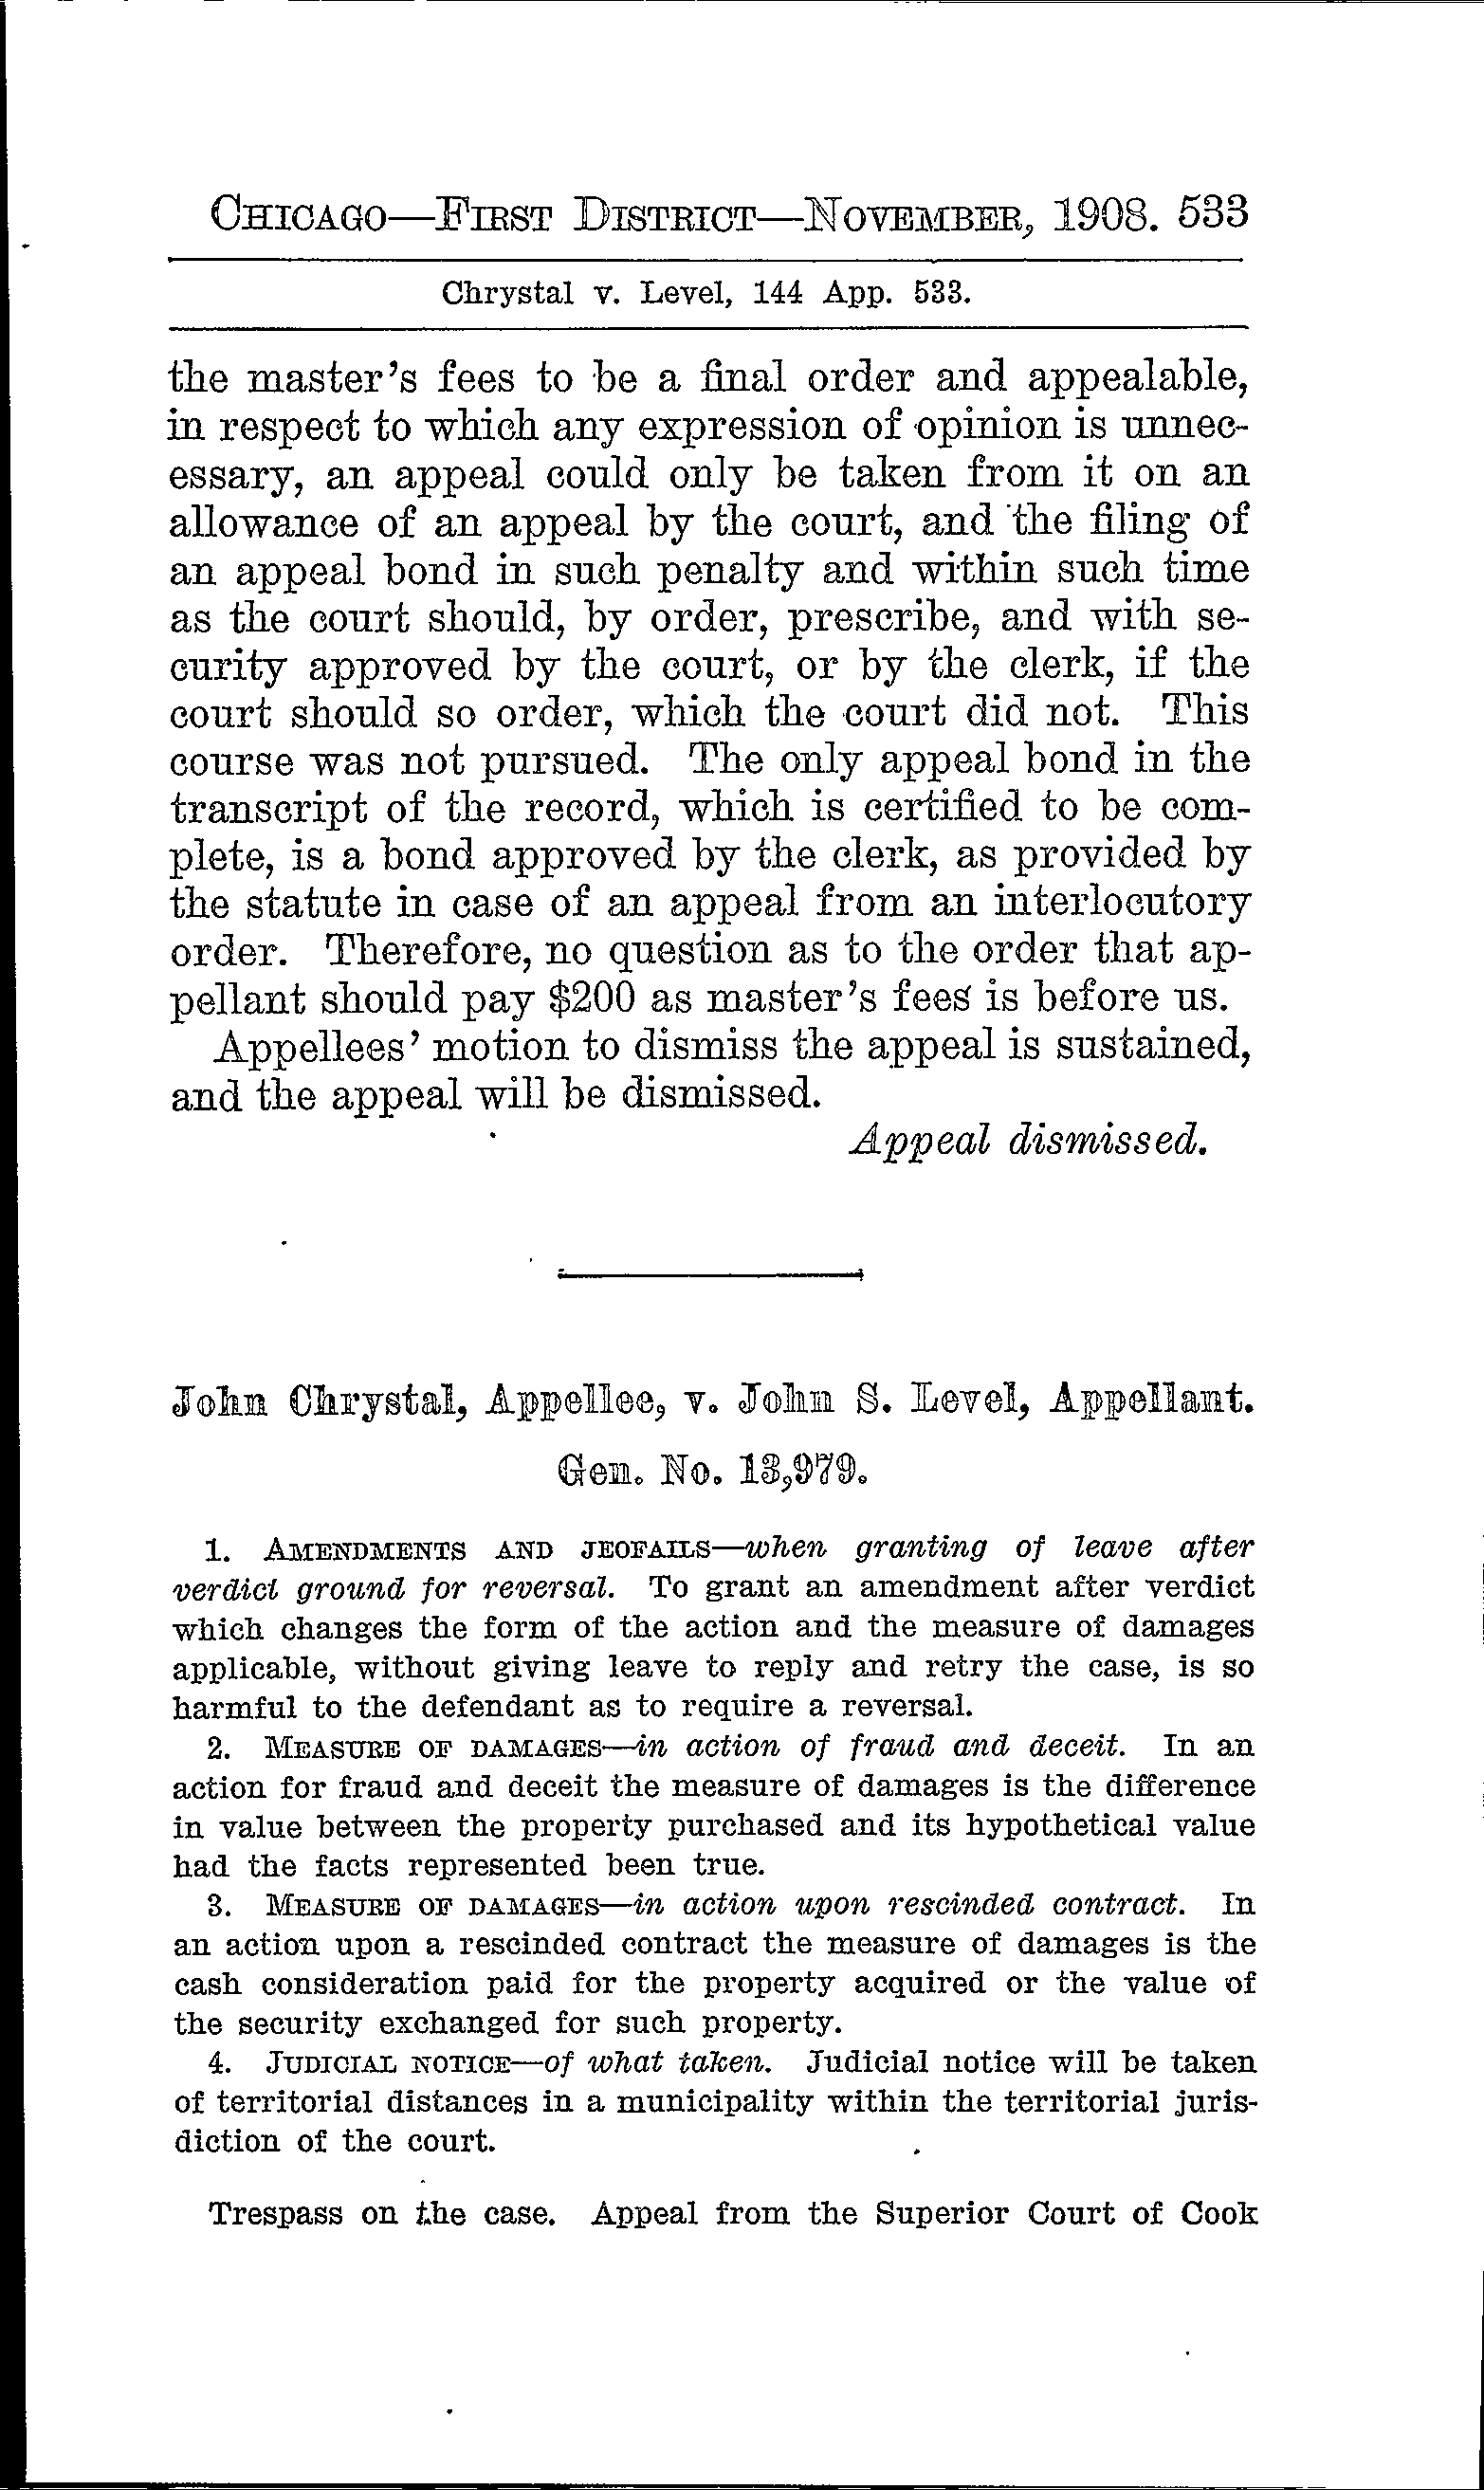 CHICAGO—FIRST DISTRICT—NOVEMBER, 1908. 533
Chrystal v. Level, 144 App. 533.
the master's fees to be a final order and appealable,
in respect to which any expression of opinion is unnec-
essary, an appeal could only be taken from it on an
allowance of an appeal by the court, and the filing of
an appeal bond in such penalty and within such time
as the court should, by order, prescribe, and with se-
curity approved by the court, or by the clerk, if the
court should so order, which the court did not. This
course was not pursued. The only appeal bond in the
transcript of the record, which is certified to be com-
plete, is a bond approved by the clerk, as provided by
the statute in case of an appeal from an interlocutory
order. Therefore, no question as to the order that ap-
pellant should pay $200 as master's fees is before us.
Appellees' motion to dismiss the appeal is sustained,
and the appeal will be dismissed.
Appeal dismissed.
John Chrystal, Appellee, v. John S. Level, Appellant.
Gen. No. 13,979.
1. AMENDMENTS AND JEOFAILS—when granting of leave after
verdict ground for reversal. To grant an amendment after verdict
which changes the form of the action and the measure of damages
applicable, without giving leave to reply and retry the case, is so
harmful to the defendant as to require a reversal.
2. MEASURE OF DAMAGES—in action of fraud and deceit. In an
action for fraud and deceit the measure of damages is the difference
in value between the property purchased and its hypothetical value
had the facts represented been true.
3. MEASURE OF DAMAGES—in action upon rescinded contract. In
an action upon a rescinded contract the measure of damages is the
cash consideration paid for the property acquired or the value of
the security exchanged for such property.
4. JUDICIAL NOTICE—of what taken. Judicial notice will be taken
of territorial distances in a municipality within the territorial juris-
diction of the court.
Trespass on the case. Appeal from the Superior Court of Cook